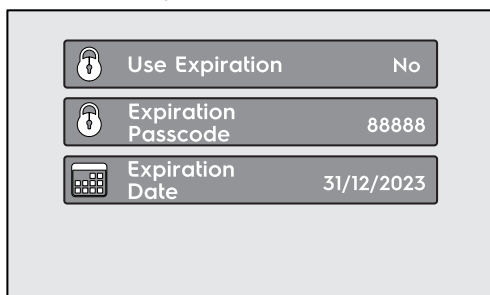 Use Expiration No
Expiration
Passcode 88888
Expiration
Date 31/12/2023